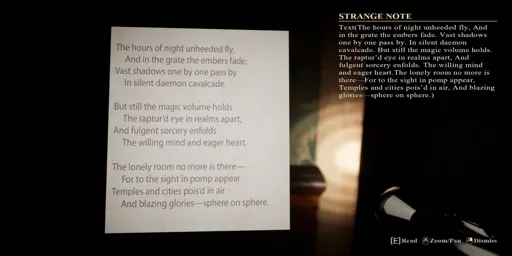 The hours of night unheeded fly,
And in the grate the embers fade;
Vast shadows one by one pass by
In silent daemon cavalcade.
But still the magic volume holds
The raptur'd eye in realms apart,
And fulgent sorcery enfolds
The willing mind and eager heart.
The lonely room no more is there—
For to the sight in pomp appear
Temples and cities pois'd in air
And blazing glories—sphere on sphere.
STRANGE NOTE
Text(The hours of night unheeded fly, And
in the grate the embers fade. Vast shadows
one by one pass by. In silent daemon
cavalcade. But still the magic volume holds.
The raptur'd eye in realms apart, And
fulgent sorcery enfolds. The willing mind
and eager heart.The lonely room no more is
there—For to the sight in pomp appear,
Temples and cities pois'd in air, And blazing
glories—sphere on sphere.)
[E]Read Zoom/Pan Dismiss